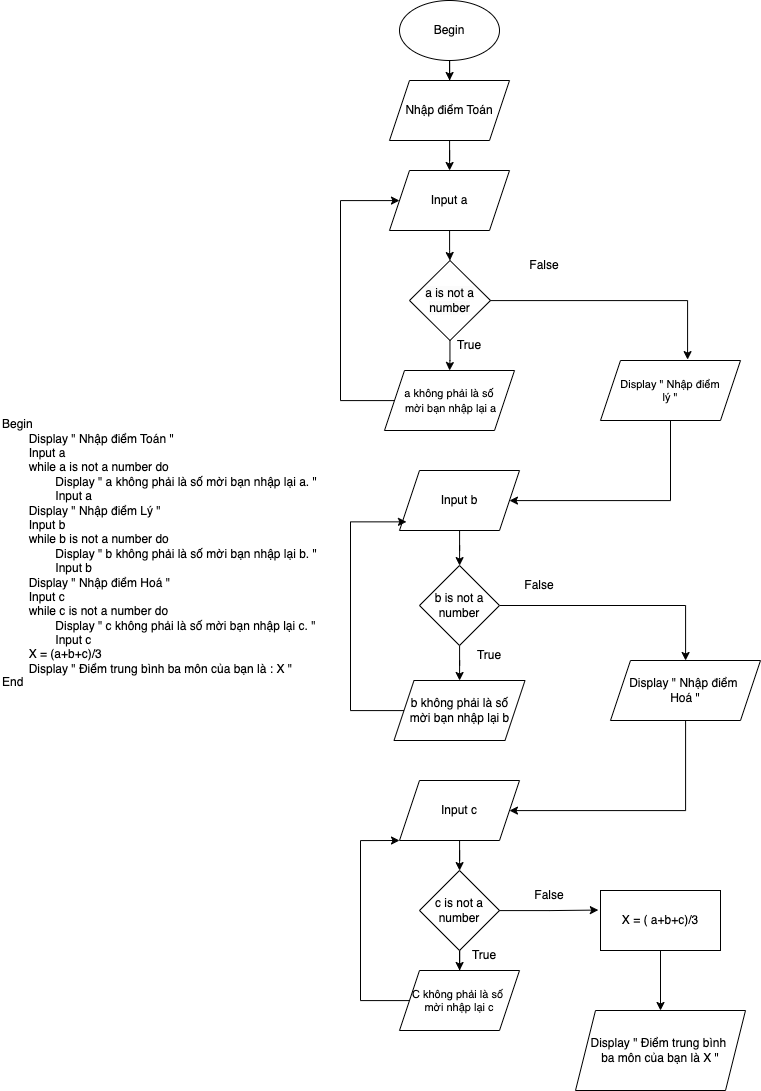 Begin
Nhập điểm Toán
Input a
False
a is not a
number
True
a không phải là số
mời bạn nhập lại a
Display " Nhập điểm
lý "
Begin
Display " Nhập điểm Toán "
Input a
while a is not a number do
Display " a không phải là số mời bạn nhập lại a. "
Input a
Display " Nhập điểm Lý "
Input b
while b is not a number do
Display " b không phải là số mời bạn nhập lại b. "
Input b
Display " Nhập điểm Hoá "
Input c
while c is not a number do
Display " c không phải là số mời bạn nhập lại c. "
Input c
X = (a+b+c)/3
Display " Điểm trung bình ba môn của bạn là : X "
End
Input b
False
b is not a
number
True
b không phải là số
mời bạn nhập lại b
Display " Nhập điểm
Hoá "
Input c
c is not a
number
False
X = ( a+b+c)/3
True
C không phải là số
mời nhập lại c
Display " Điểm trung bình
ba môn của bạn là X "